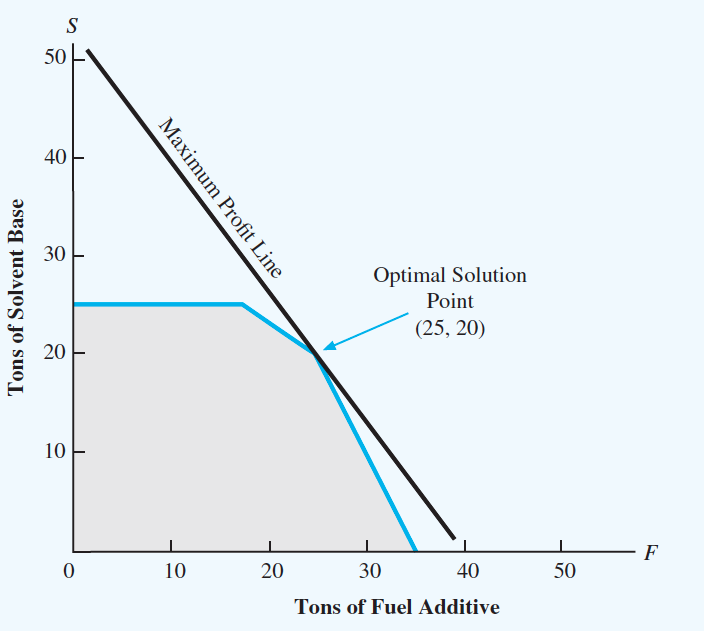 S
50
40
30
20
10
Tons of Solvent Base
Maximum Profit Line
Optimal Solution
Point
(25, 20)
0 10 20 30 40 50 F
Tons of Fuel Additive